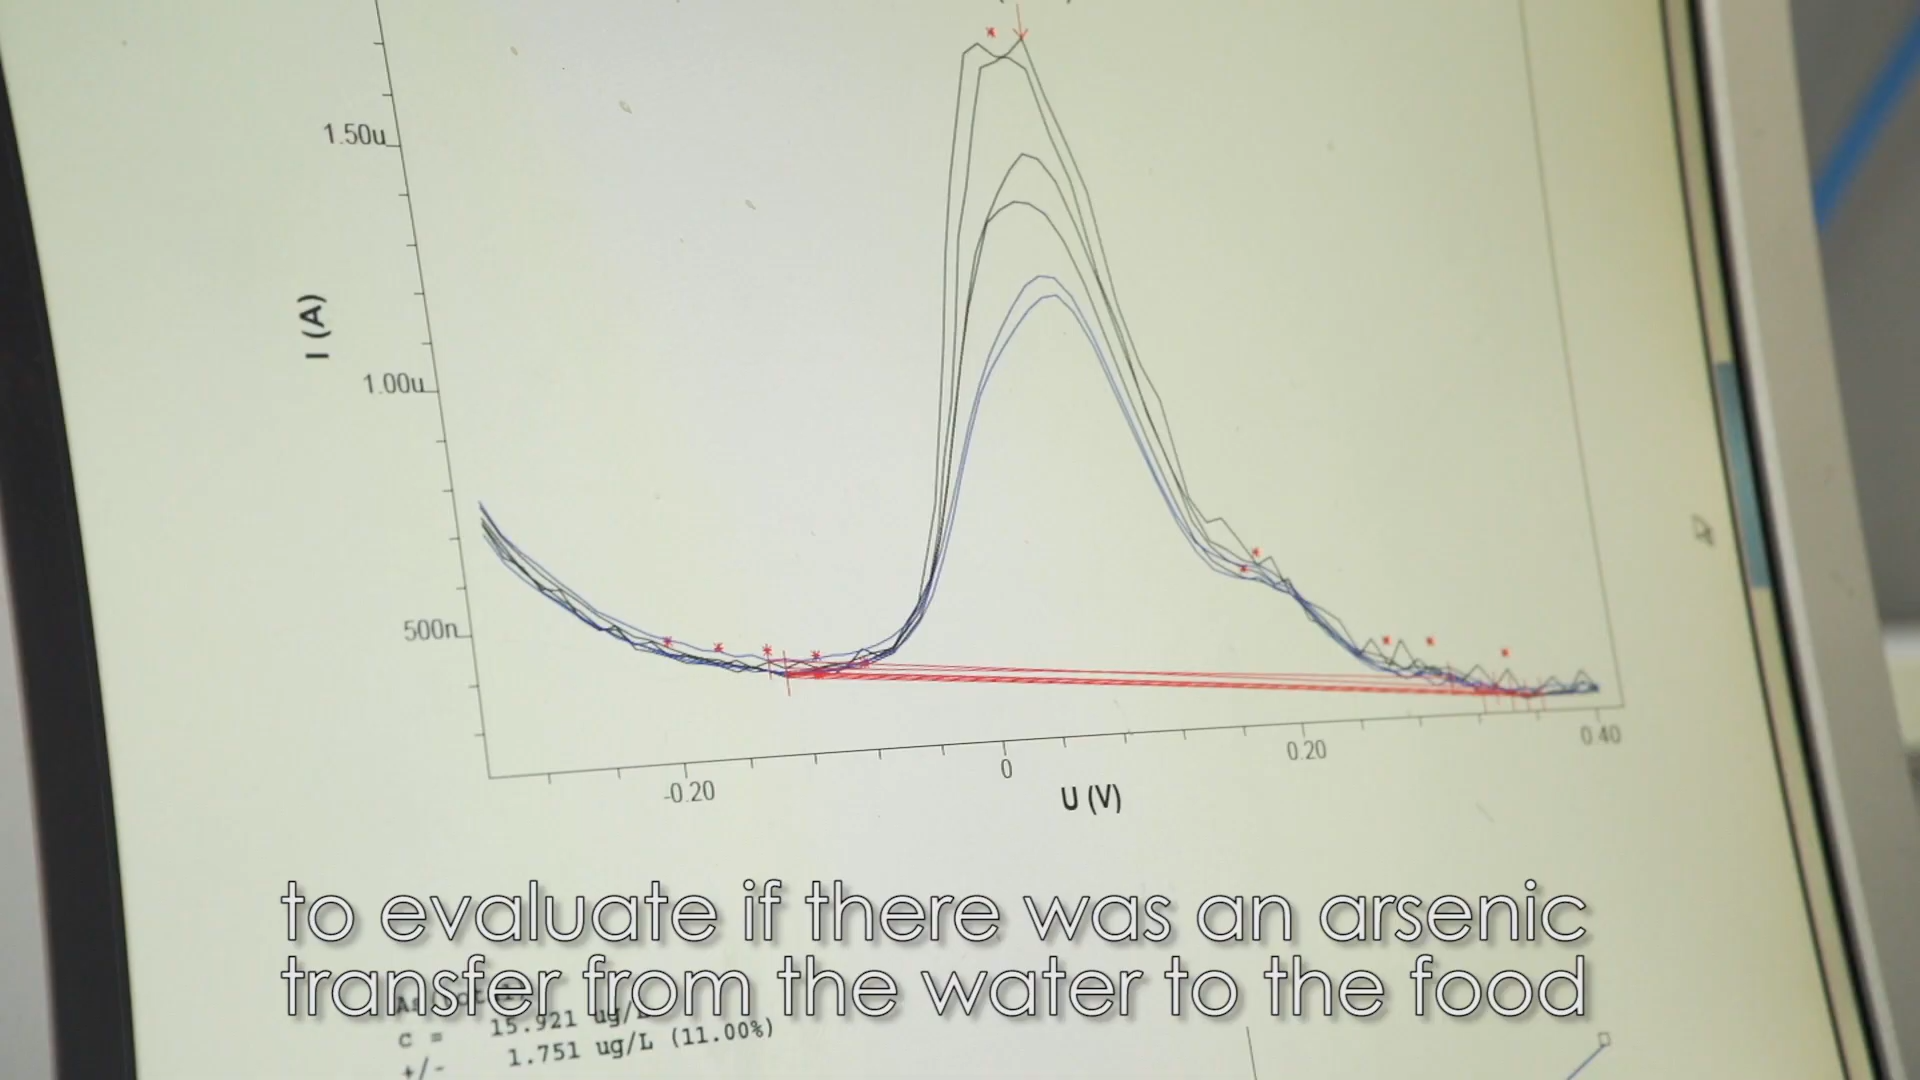 1.50u
I (A)
1.00u
500n
-0.20
0
0.20
0.40
U (V)
to evaluate if there was an arsenic
transfer from the water to the food
c = 15.921 ug/L
+/- 1.751 ug/L (11.00%)